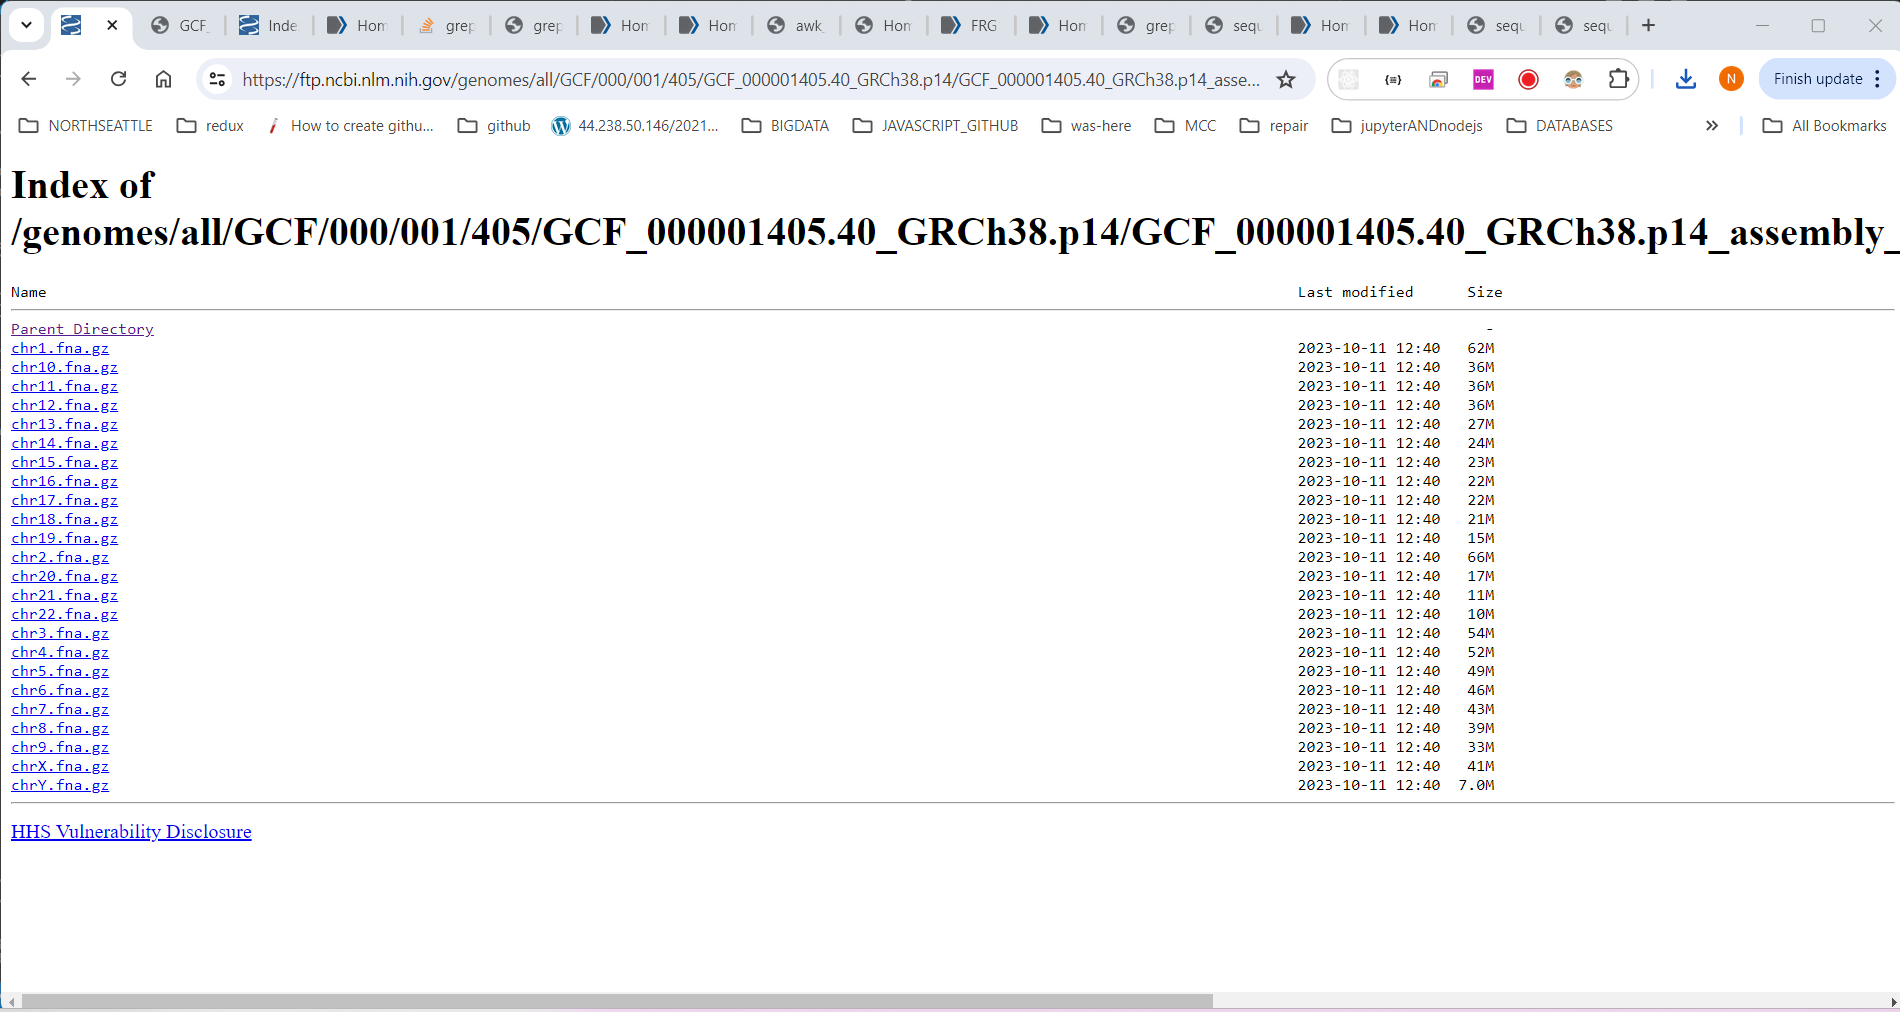 GCF_
Inde
Hom
grep
grep
Hom
Hom
awk_
Hom
FRG
Hom
grep
sequ
Hom
Hom
sequ
sequ
https://ftp.ncbi.nlm.nih.gov/genomes/all/GCF/000/001/405/GCF_000001405.40_GRCh38.p14/GCF_000001405.40_GRCh38.p14_asse...
DEV
N
Finish update
NORTHSEATTLE
redux
How to create githu...
github
44.238.50.146/2021...
BIGDATA
JAVASCRIPT_GITHUB
was-here
MCC
repair
jupyterANDnodejs
DATABASES
All Bookmarks
Index of
/genomes/all/GCF/000/001/405/GCF_000001405.40_GRCh38.p14/GCF_000001405.40_GRCh38.p14_assembly_
Name Last modified Size
Parent Directory -
chr1.fna.gz 2023-10-11 12:40 62M
chr10.fna.gz 2023-10-11 12:40 36M
chr11.fna.gz 2023-10-11 12:40 36M
chr12.fna.gz 2023-10-11 12:40 36M
chr13.fna.gz 2023-10-11 12:40 27M
chr14.fna.gz 2023-10-11 12:40 24M
chr15.fna.gz 2023-10-11 12:40 23M
chr16.fna.gz 2023-10-11 12:40 22M
chr17.fna.gz 2023-10-11 12:40 22M
chr18.fna.gz 2023-10-11 12:40 21M
chr19.fna.gz 2023-10-11 12:40 15M
chr2.fna.gz 2023-10-11 12:40 66M
chr20.fna.gz 2023-10-11 12:40 17M
chr21.fna.gz 2023-10-11 12:40 11M
chr22.fna.gz 2023-10-11 12:40 10M
chr3.fna.gz 2023-10-11 12:40 54M
chr4.fna.gz 2023-10-11 12:40 52M
chr5.fna.gz 2023-10-11 12:40 49M
chr6.fna.gz 2023-10-11 12:40 46M
chr7.fna.gz 2023-10-11 12:40 43M
chr8.fna.gz 2023-10-11 12:40 39M
chr9.fna.gz 2023-10-11 12:40 33M
chrX.fna.gz 2023-10-11 12:40 41M
chrY.fna.gz 2023-10-11 12:40 7.0M
HHS Vulnerability Disclosure